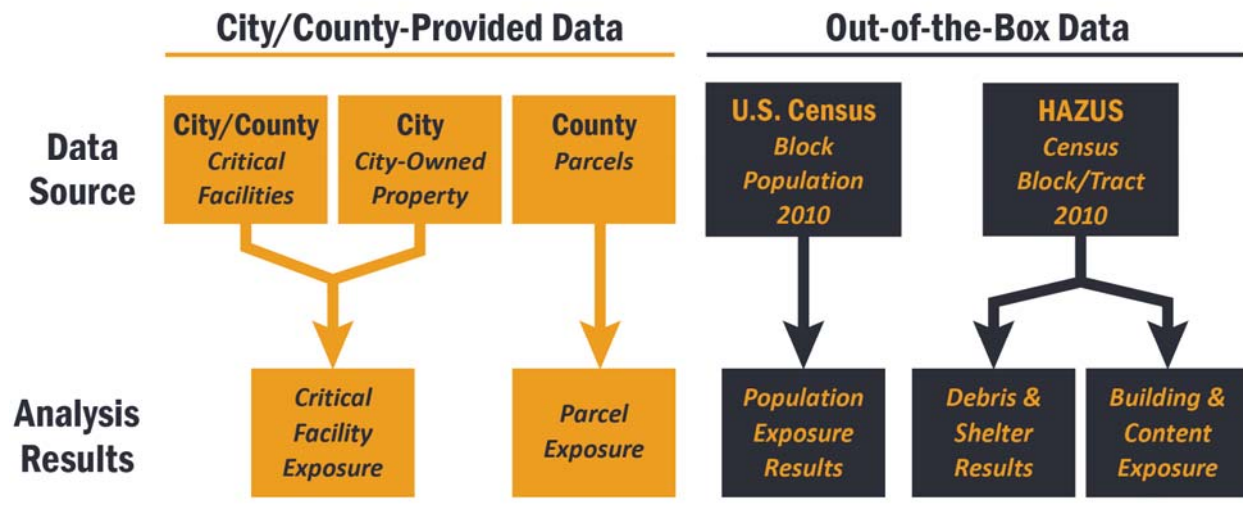 City/County-Provided Data
Out-of-the-Box Data
Data
Source
City/County
Critical
Facilities
City
City-Owned
Property
County
Parcels
U.S. Census
Block
Population
2010
HAZUS
Census
Block/Tract
2010
Analysis
Results
Critical
Facility
Exposure
Parcel
Exposure
Population
Exposure
Results
Debris &
Shelter
Results
Building &
Content
Exposure